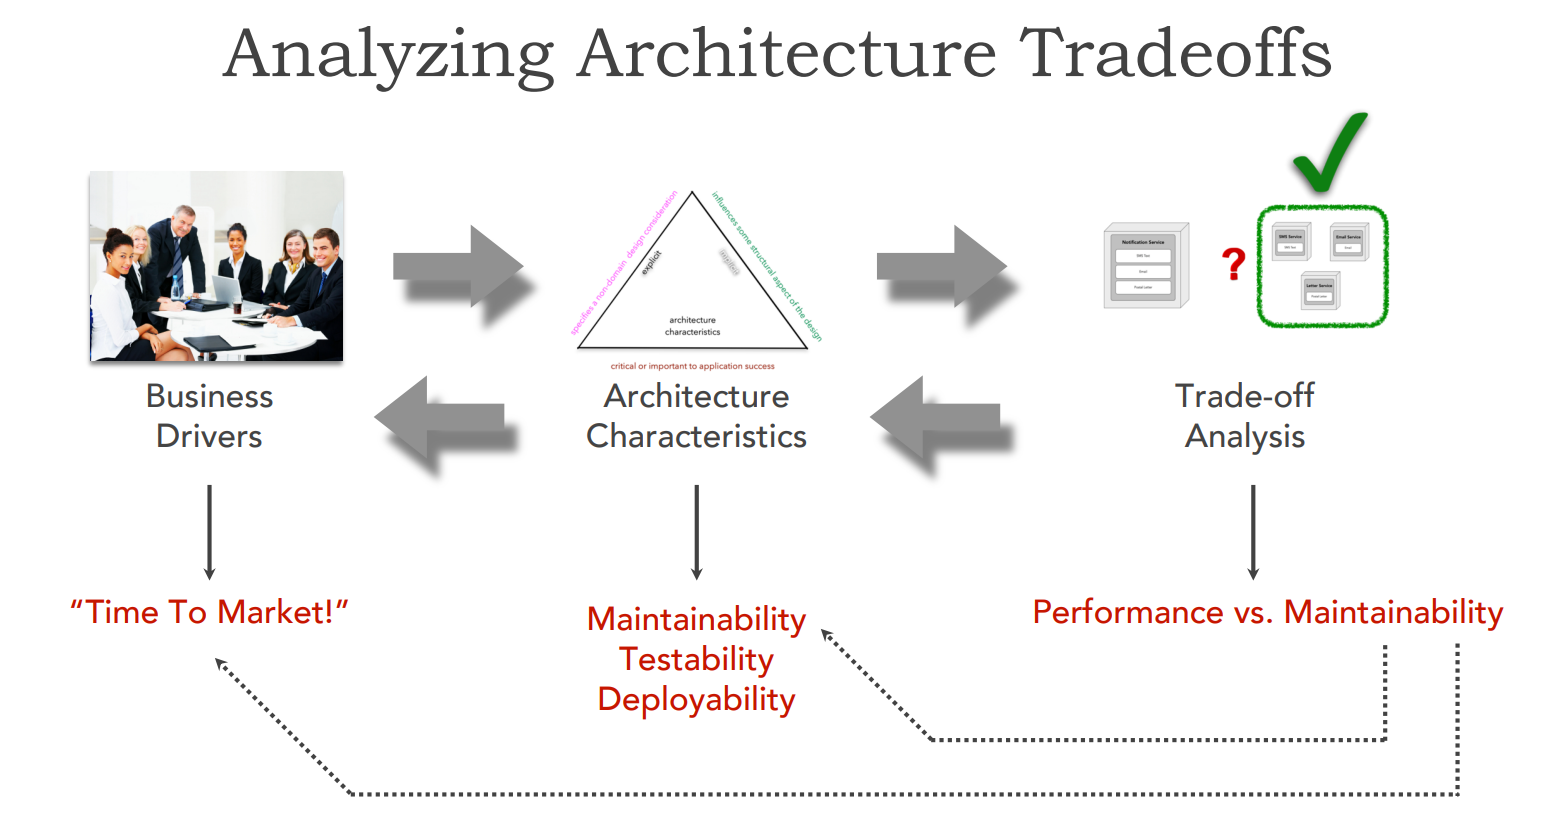 Analyzing Architecture Tradeoffs
specifies a non-domain design consideration
explicit
implicit
influences some structural aspect of the design
architecture
characteristics
critical or important to application success
Notification Service
SMS Text
Email
Postal Letter
?
SMS Service
SMS Text
Email Service
Email
Letter Service
Postal Letter
Business
Drivers
Architecture
Characteristics
Trade-off
Analysis
“Time To Market!”
Maintainability
Testability
Deployability
Performance vs. Maintainability